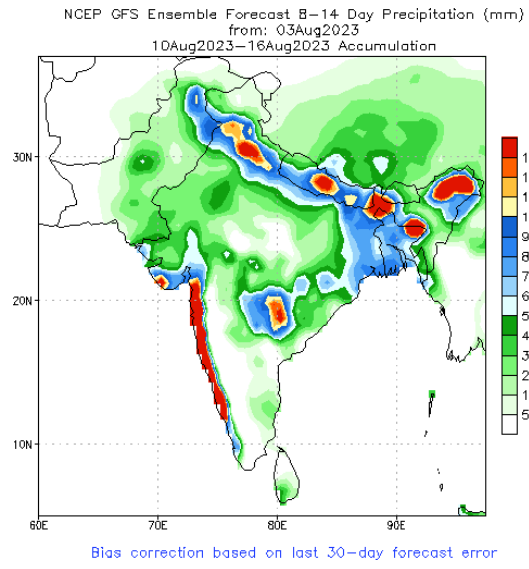 NCEP GFS Ensemble Forecast 8-14 Day Precipitation (mm)
from: 03Aug2023
10Aug2023-16Aug2023 Accumulation
30N
20N
10N
60E
70E
80E
90E
1
1
1
1
9
8
7
6
5
4
3
2
1
5
Bias correction based on last 30-day forecast error